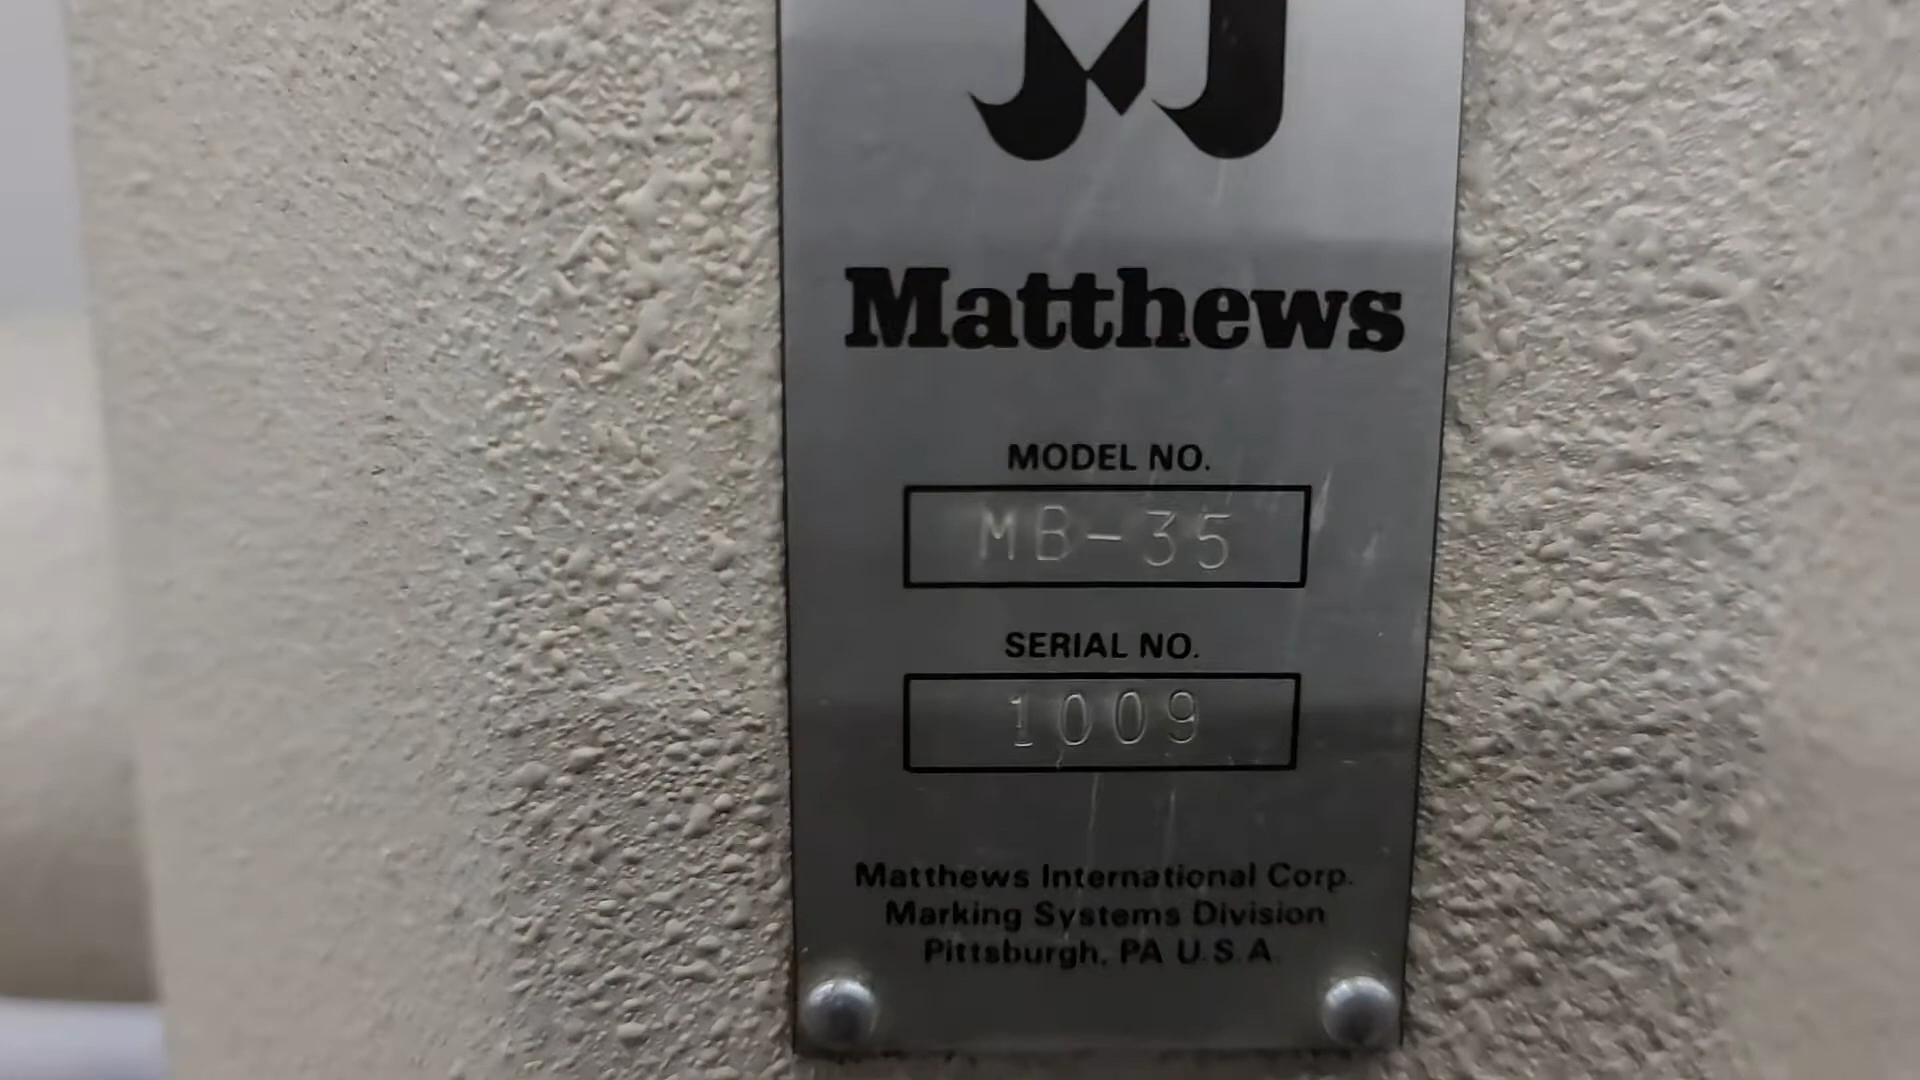 Matthews
MODEL NO.
MB-35
SERIAL NO.
1009
Matthews International Corp.
Marking Systems Division
Pittsburgh, PA U.S.A.